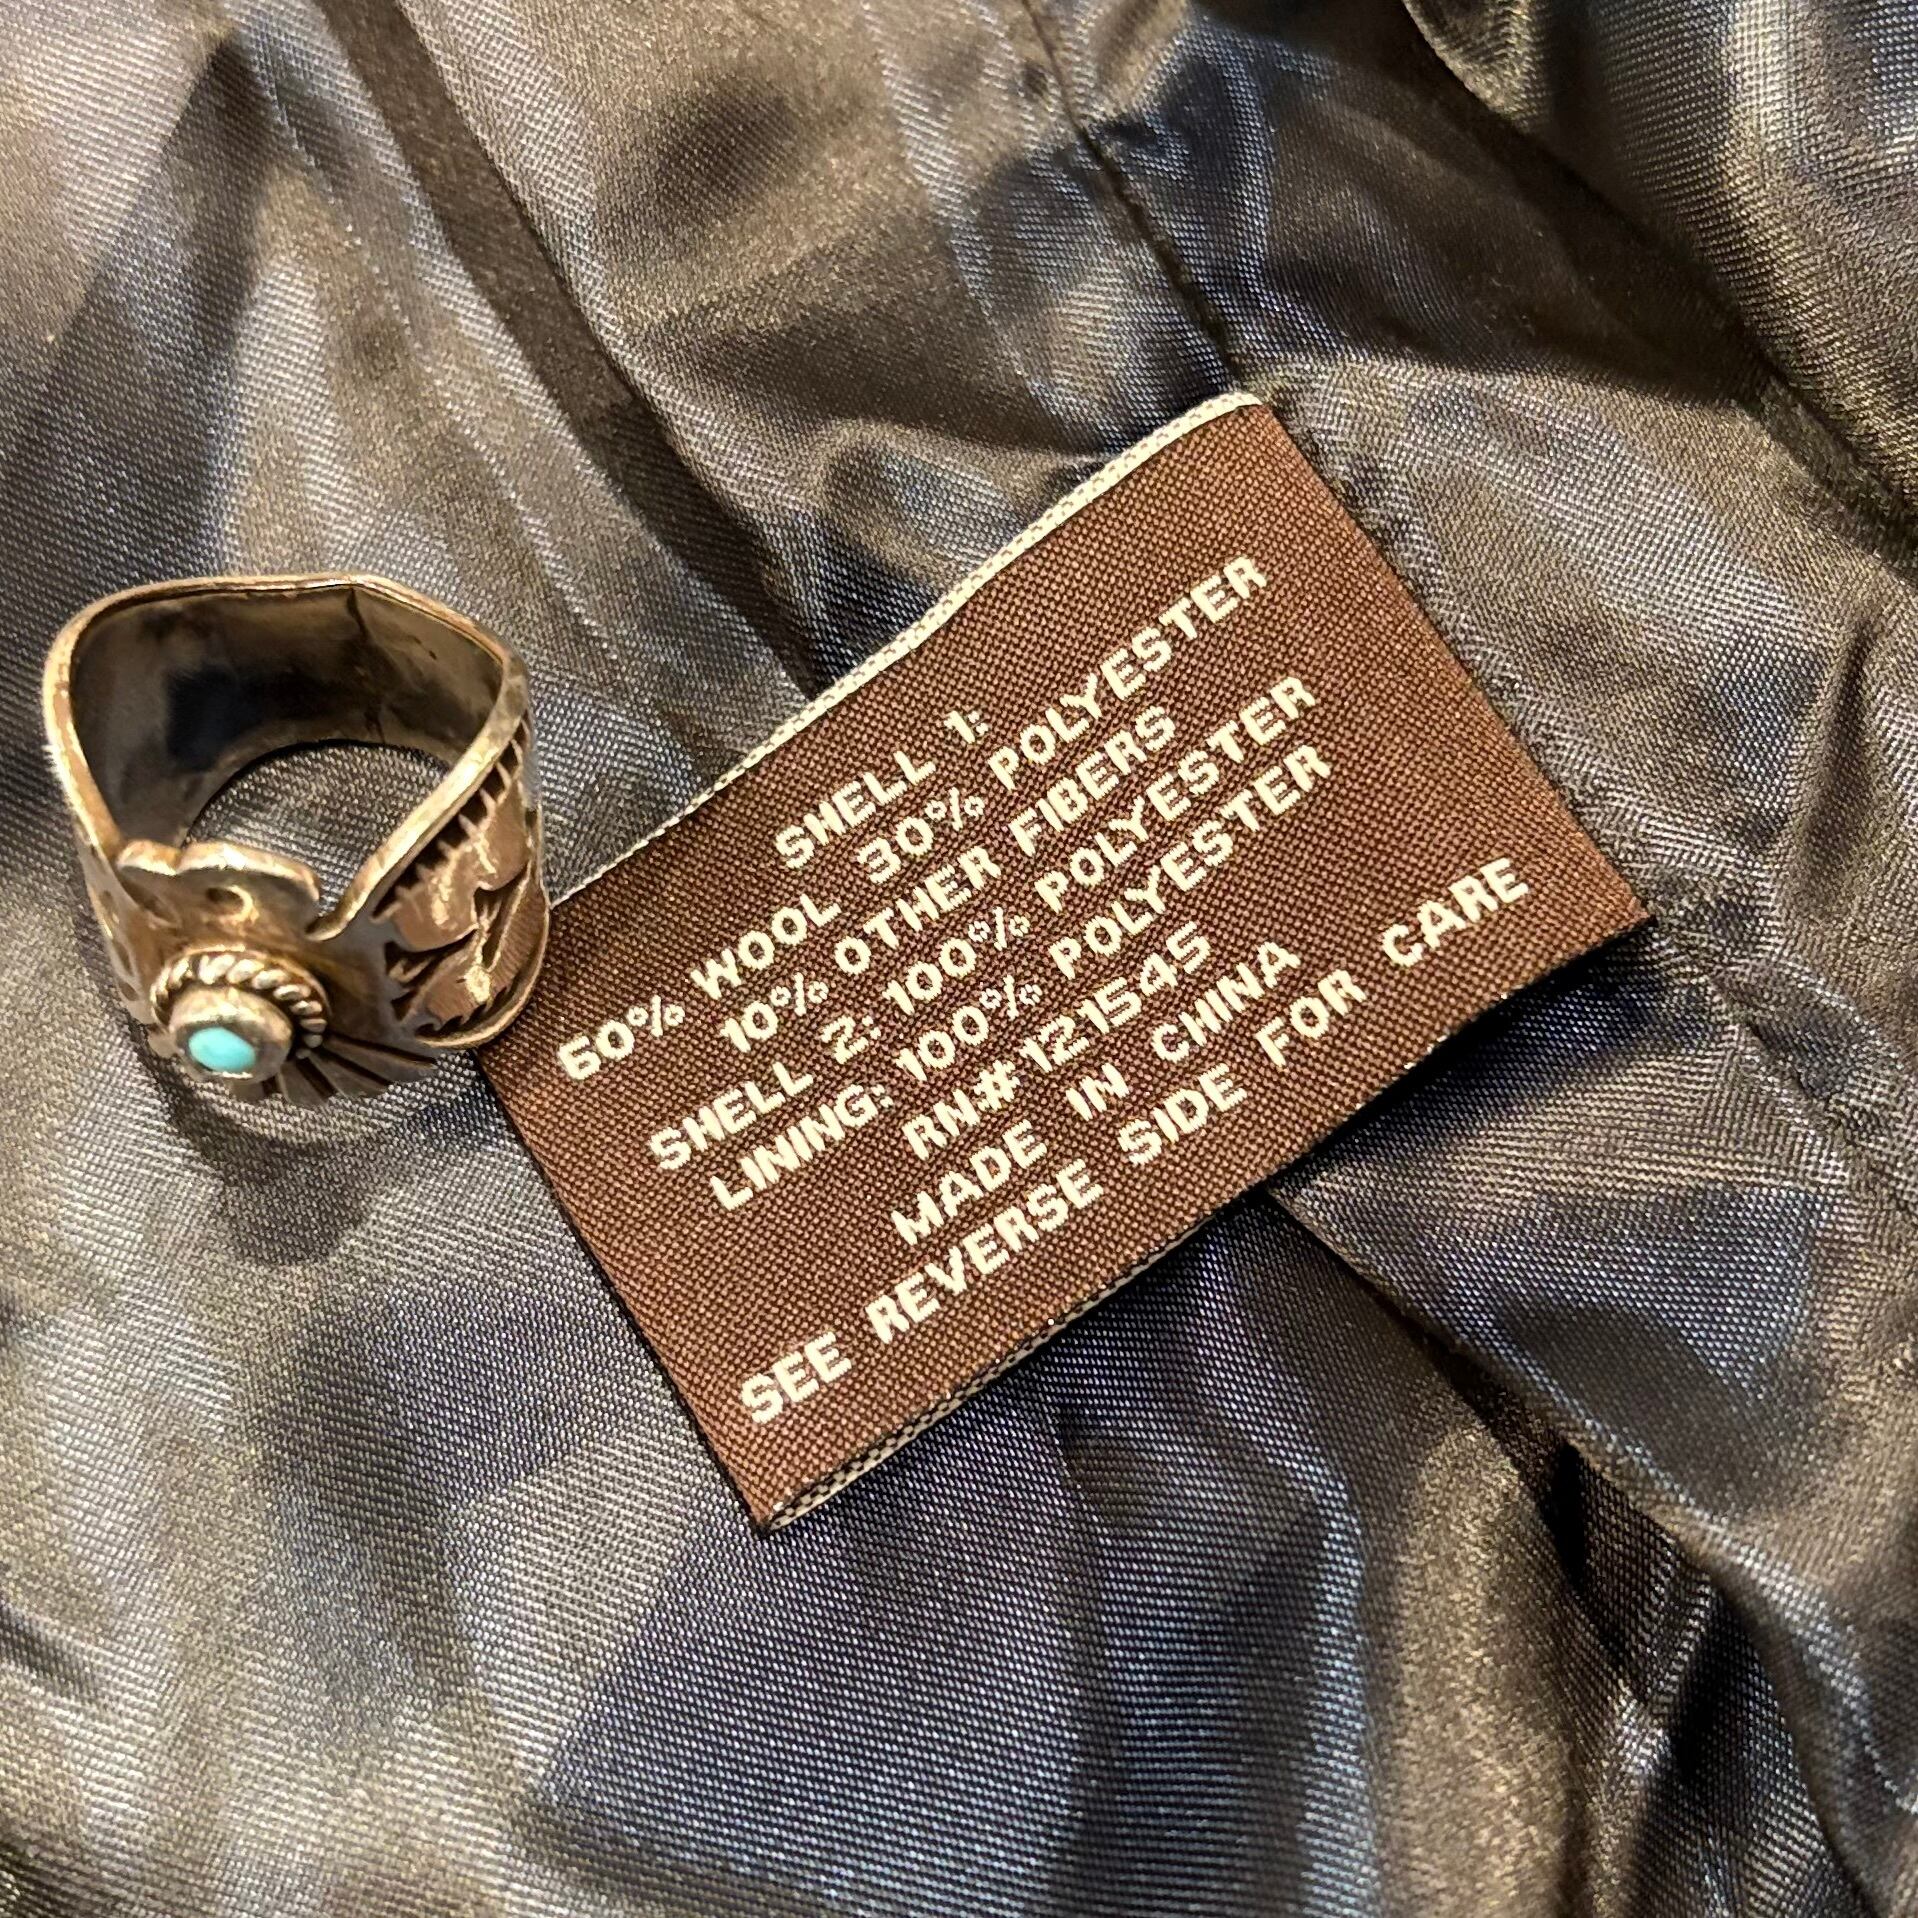 SHELL 1:
60% WOOL 30% POLYESTER
10% OTHER FIBERS
SHELL 2: 100% POLYESTER
LINING: 100% POLYESTER
RN#121545
MADE IN CHINA
SEE REVERSE SIDE FOR CARE